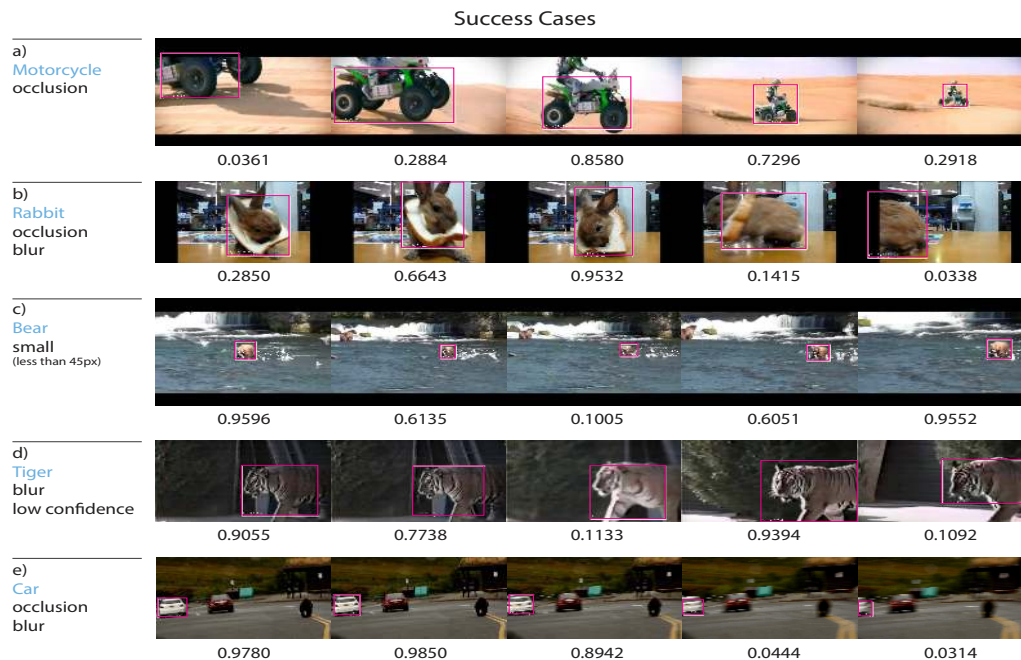 Success Cases
a)
Motorcycle
occlusion
0.0361 0.2884 0.8580 0.7296 0.2918
b)
Rabbit
occlusion
blur
0.2850 0.6643 0.9532 0.1415 0.0338
c)
Bear
small
(less than 45px)
0.9596 0.6135 0.1005 0.6051 0.9552
d)
Tiger
blur
low confidence
0.9055 0.7738 0.1133 0.9394 0.1092
e)
Car
occlusion
blur
0.9780 0.9850 0.8942 0.0444 0.0314